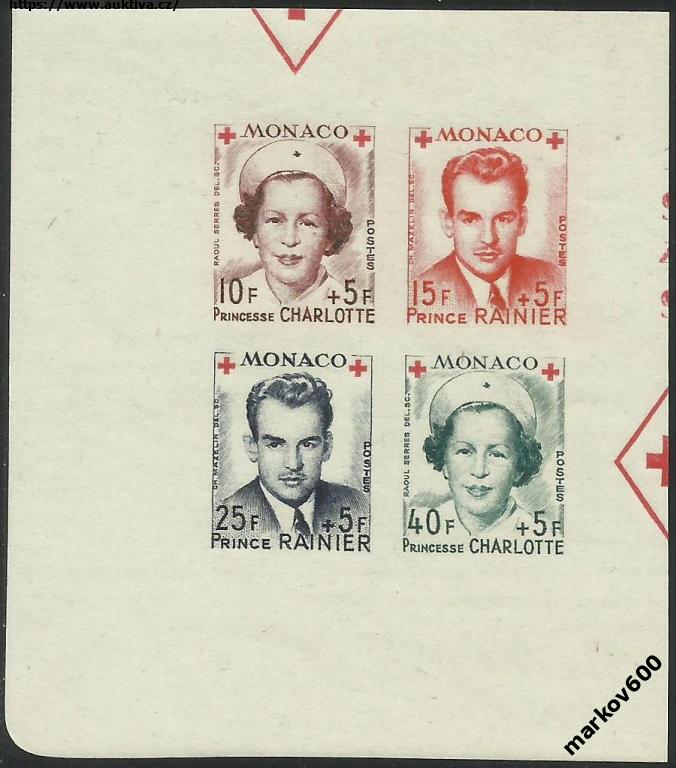 https://www.auktiva.cz/
MONACO
RAOUL SERRES DEL. SC.
POSTES
10F +5F
PRINCESSE CHARLOTTE
MONACO
CH. MAZELIN DEL. SC.
POSTES
15F +5F
PRINCE RAINIER
MONACO
CH. MAZELIN DEL. SC.
POSTES
25F +5F
PRINCE RAINIER
MONACO
RAOUL SERRES DEL. SC.
POSTES
40F +5F
PRINCESSE CHARLOTTE
markov600